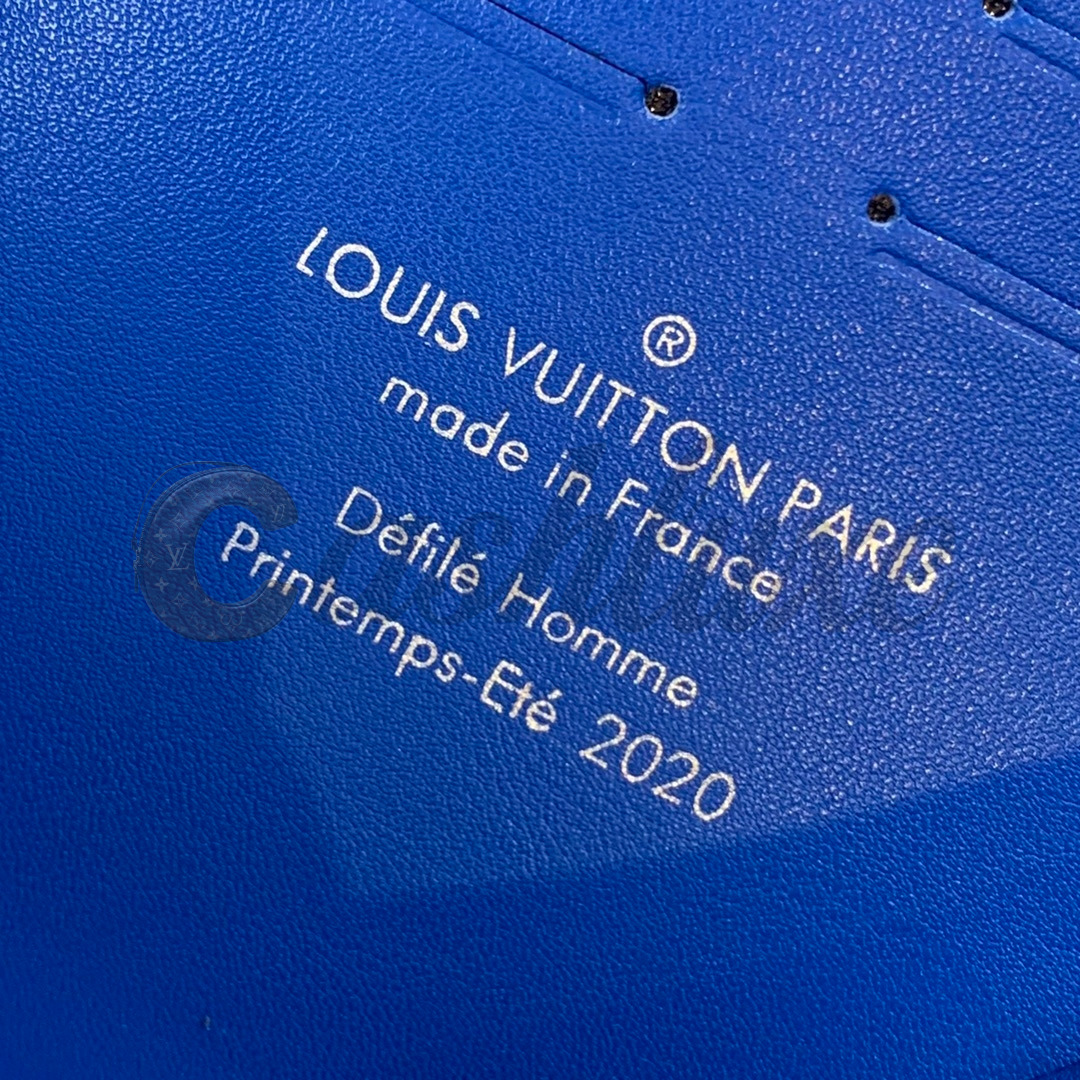 ®
LOUIS VUITTON PARIS
made in France
Défilé Homme
Printemps-Eté 2020